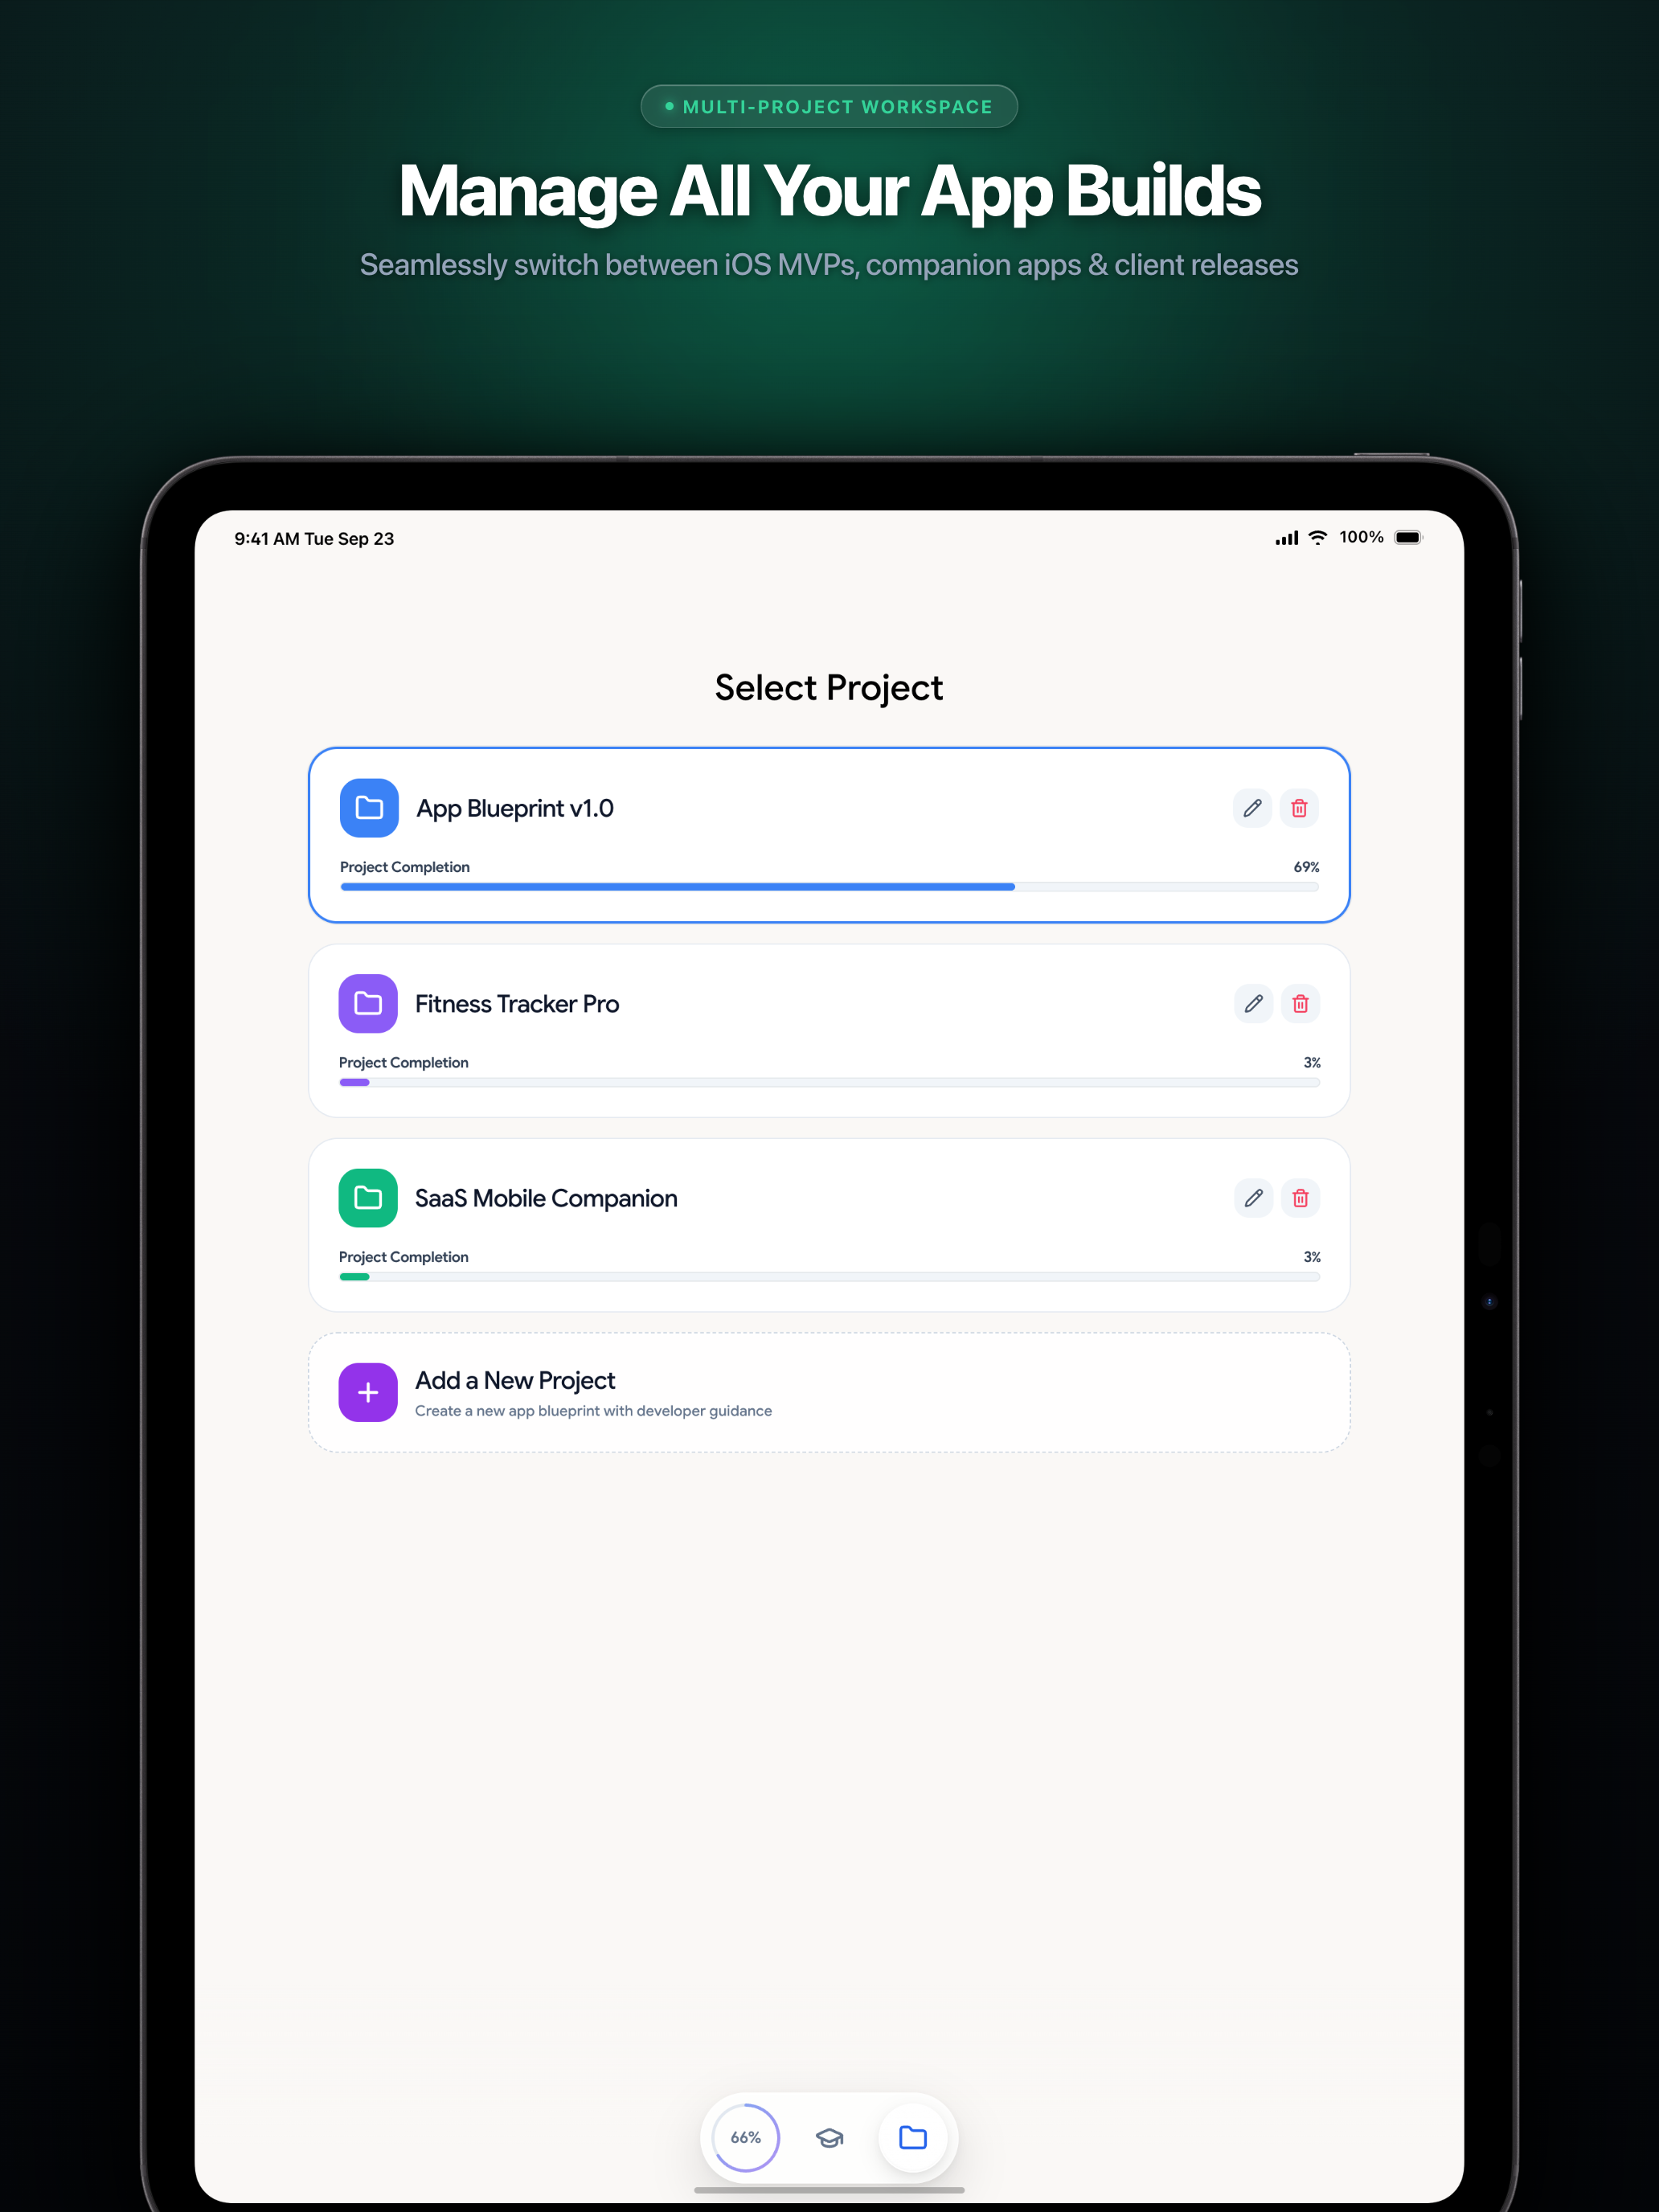 MULTI-PROJECT WORKSPACE
Manage All Your App Builds
Seamlessly switch between iOS MVPs, companion apps & client releases
9:41 AM Tue Sep 23
100%
Select Project
App Blueprint v1.0
Project Completion
69%
Fitness Tracker Pro
Project Completion
3%
SaaS Mobile Companion
Project Completion
3%
Add a New Project
Create a new app blueprint with developer guidance
66%